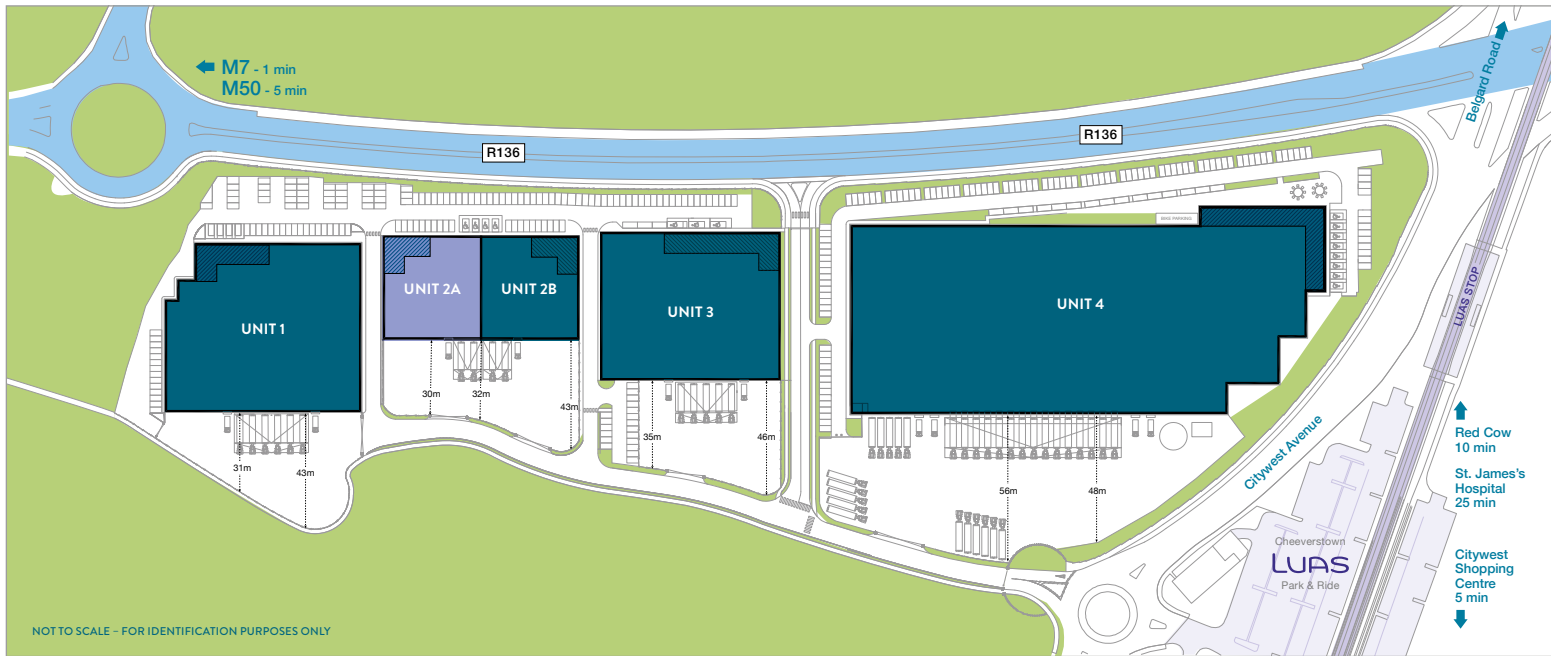 M7 - 1 min
M50 - 5 min
Belgard Road
R136
R136
BIKE PARKING
UNIT 1
UNIT 2A
UNIT 2B
UNIT 3
UNIT 4
LUAS STOP
30m
32m
43m
35m
46m
31m
43m
56m
48m
Citywest Avenue
Red Cow
10 min
St. James's
Hospital
25 min
Cheeverstown
LUAS
Park & Ride
Citywest
Shopping
Centre
5 min
NOT TO SCALE – FOR IDENTIFICATION PURPOSES ONLY